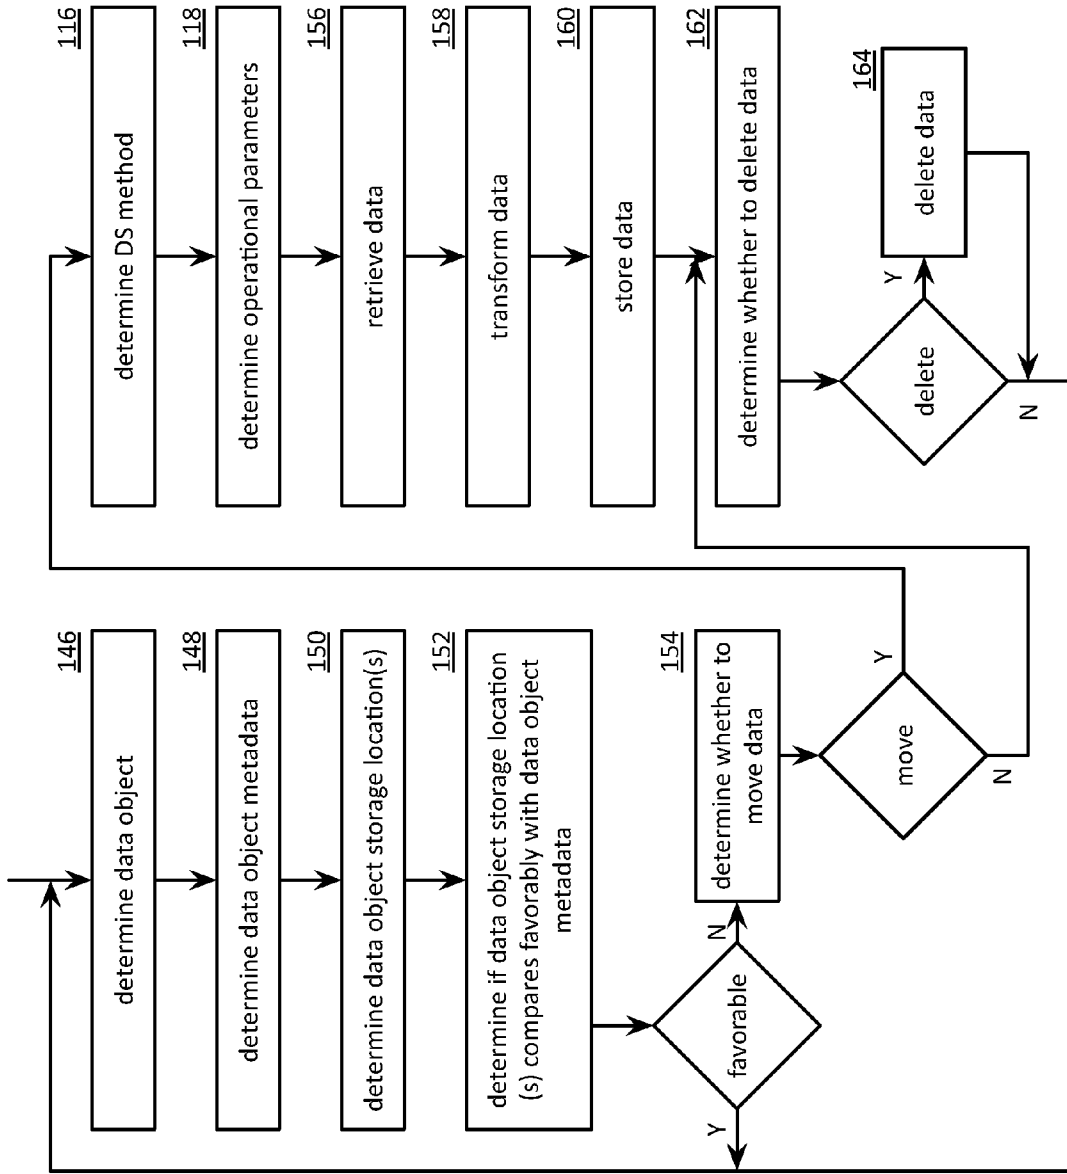 146
determine data object
148
determine data object metadata
150
determine data object storage location(s)
152
determine if data object storage location
(s) compares favorably with data object
metadata
favorable
Y
N
154
determine whether to
move data
move
Y
N
116
determine DS method
118
determine operational parameters
156
retrieve data
158
transform data
160
store data
162
determine whether to delete data
delete
Y
N
164
delete data